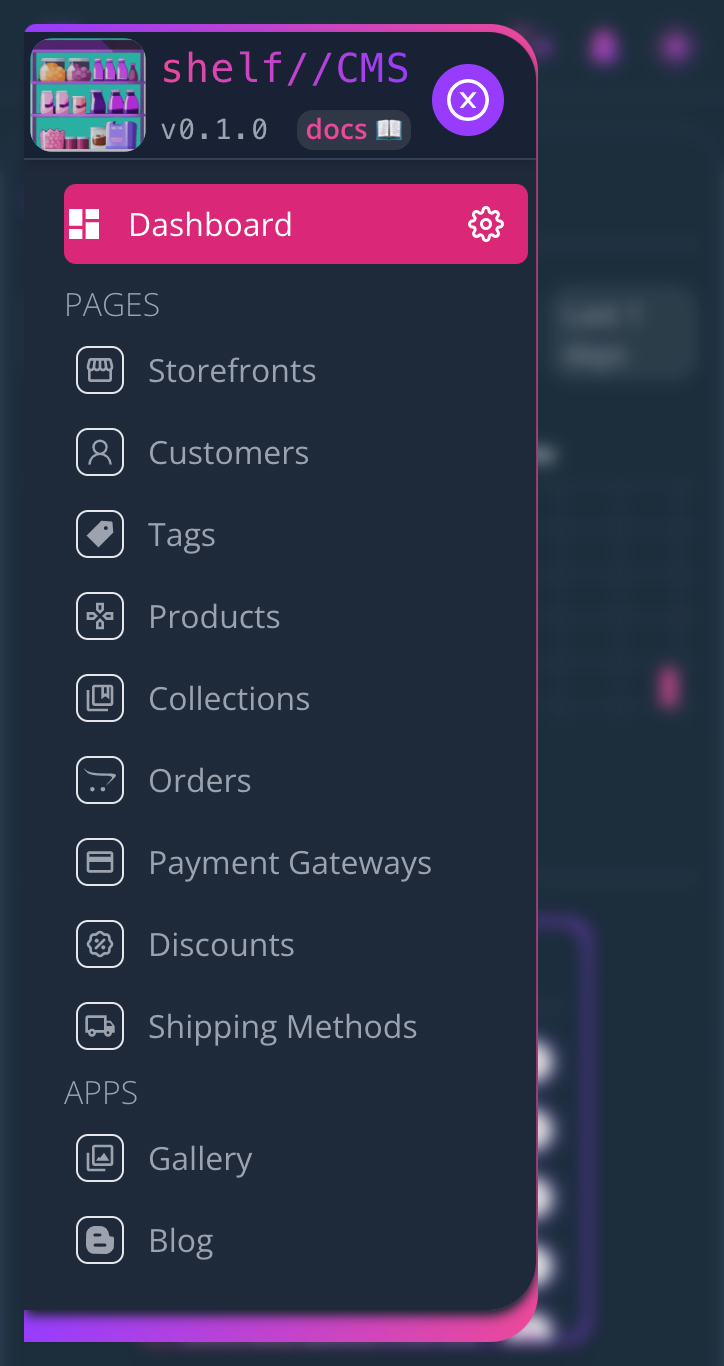 shelf//CMS
v0.1.0 docs 📖
Dashboard
PAGES
Storefronts
Customers
Tags
Products
Collections
Orders
Payment Gateways
Discounts
Shipping Methods
APPS
Gallery
Blog